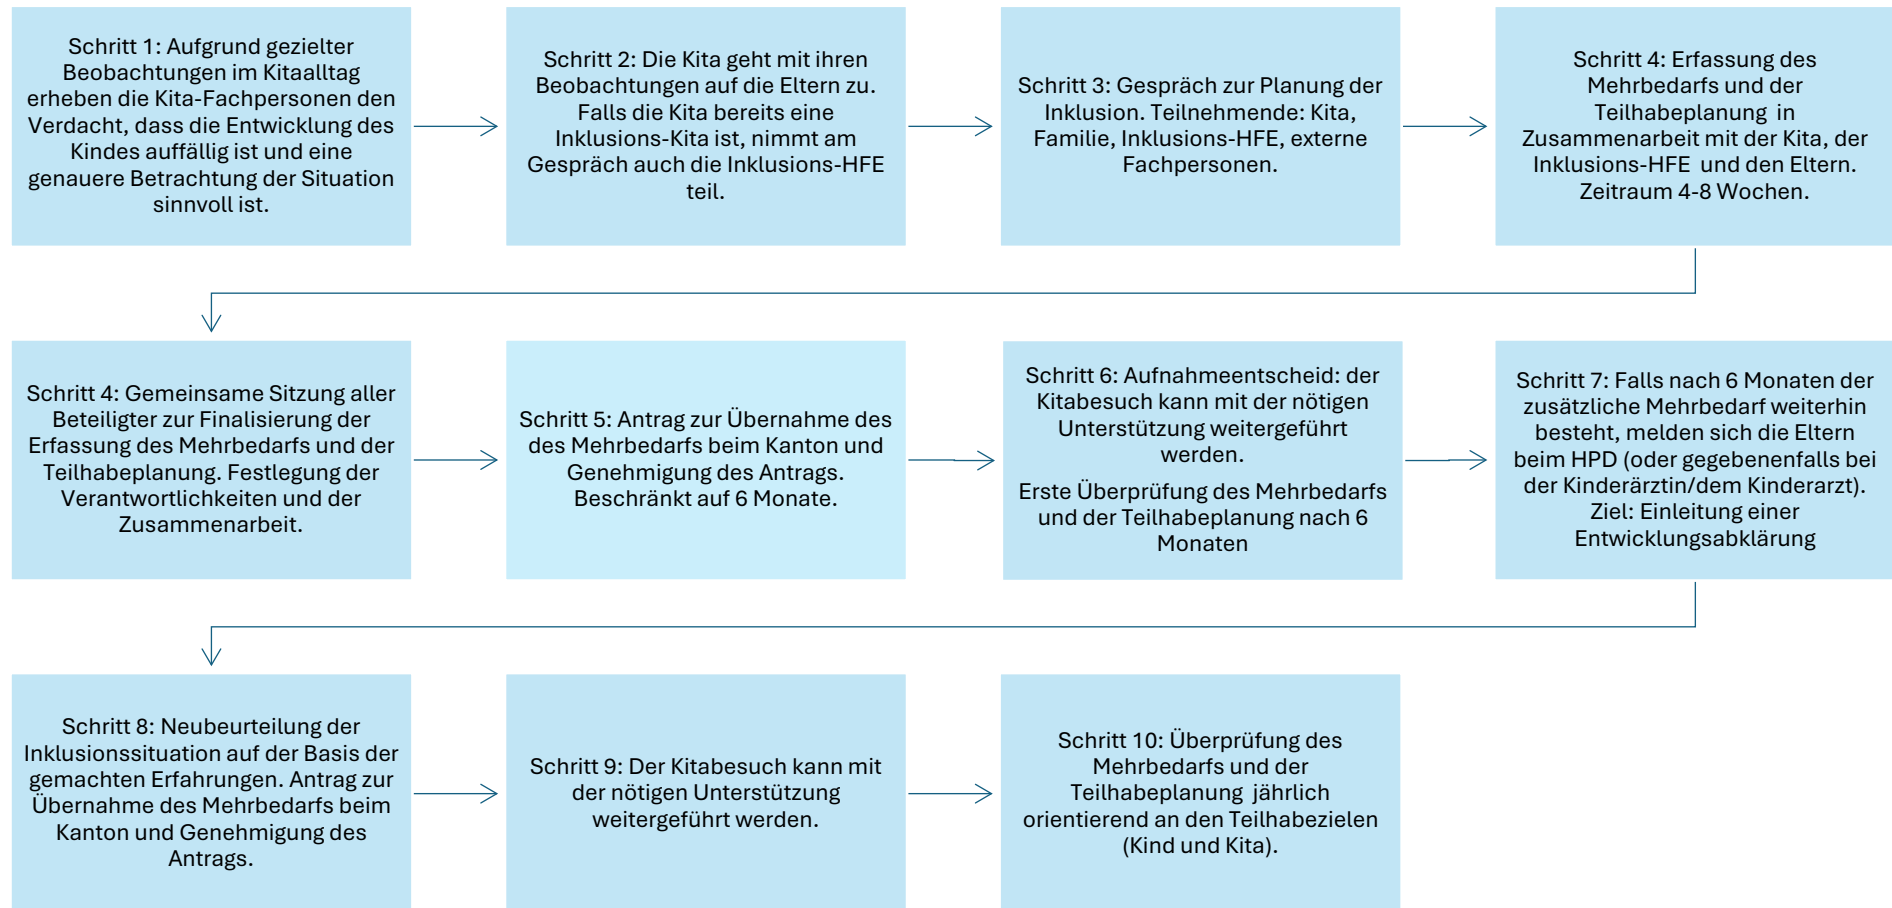 Schritt 1: Aufgrund gezielter
Beobachtungen im Kitaalltag
erheben die Kita-Fachpersonen den
Verdacht, dass die Entwicklung des
Kindes auffällig ist und eine
genauere Betrachtung der Situation
sinnvoll ist.
Schritt 2: Die Kita geht mit ihren
Beobachtungen auf die Eltern zu.
Falls die Kita bereits eine
Inklusions-Kita ist, nimmt am
Gespräch auch die Inklusions-HFE
teil.
Schritt 3: Gespräch zur Planung der
Inklusion. Teilnehmende: Kita,
Familie, Inklusions-HFE, externe
Fachpersonen.
Schritt 4: Erfassung des
Mehrbedarfs und der
Teilhabeplanung in
Zusammenarbeit mit der Kita, der
Inklusions-HFE und den Eltern.
Zeitraum 4-8 Wochen.
Schritt 4: Gemeinsame Sitzung aller
Beteiligter zur Finalisierung der
Erfassung des Mehrbedarfs und der
Teilhabeplanung. Festlegung der
Verantwortlichkeiten und der
Zusammenarbeit.
Schritt 5: Antrag zur Übernahme des
des Mehrbedarfs beim Kanton und
Genehmigung des Antrags.
Beschränkt auf 6 Monate.
Schritt 6: Aufnahmeentscheid: der
Kitabesuch kann mit der nötigen
Unterstützung weitergeführt
werden.
Erste Überprüfung des Mehrbedarfs
und der Teilhabeplanung nach 6
Monaten
Schritt 7: Falls nach 6 Monaten der
zusätzliche Mehrbedarf weiterhin
besteht, melden sich die Eltern
beim HPD (oder gegebenenfalls bei
der Kinderärztin/dem Kinderarzt).
Ziel: Einleitung einer
Entwicklungsabklärung
Schritt 8: Neubeurteilung der
Inklusionssituation auf der Basis der
gemachten Erfahrungen. Antrag zur
Übernahme des Mehrbedarfs beim
Kanton und Genehmigung des
Antrags.
Schritt 9: Der Kitabesuch kann mit
der nötigen Unterstützung
weitergeführt werden.
Schritt 10: Überprüfung des
Mehrbedarfs und der
Teilhabeplanung jährlich
orientierend an den Teilhabezielen
(Kind und Kita).